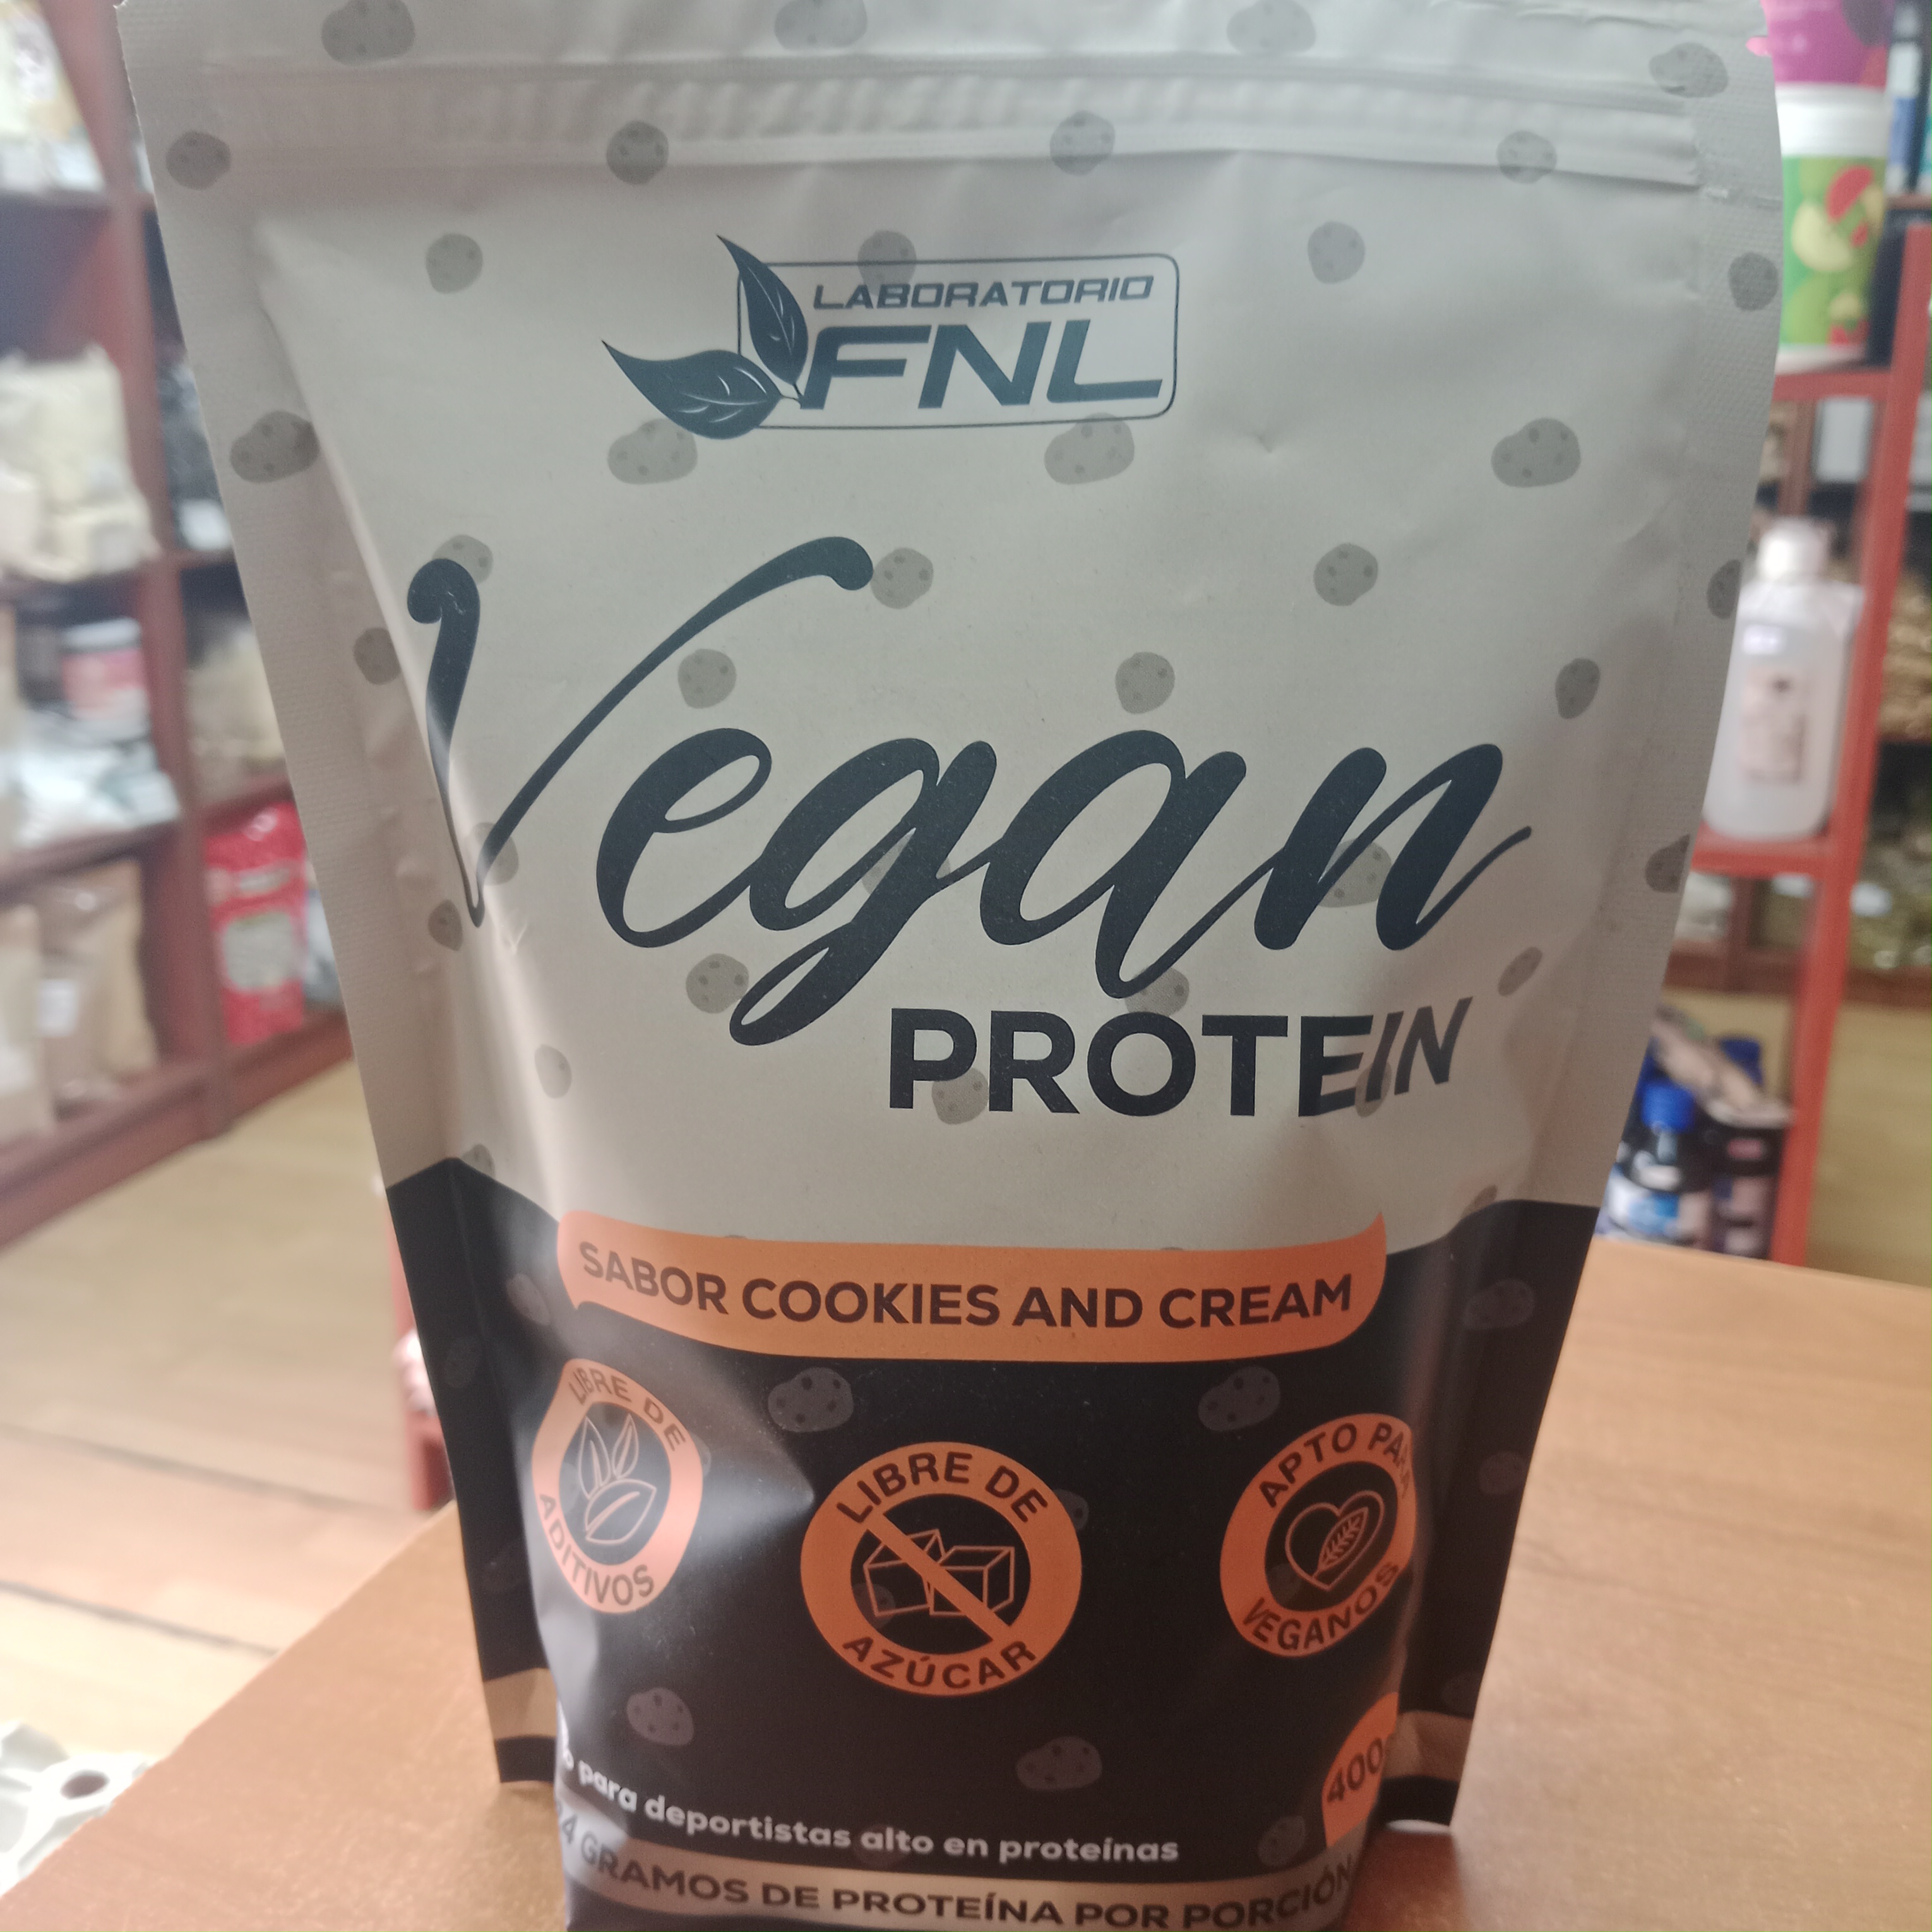 LABORATORIO
FNL
Vegan
PROTEIN
SABOR COOKIES AND CREAM
LIBRE DE
ADITIVOS
LIBRE DE
AZÚCAR
APTO PARA
VEGANOS
400
para deportistas alto en proteínas
GRAMOS DE PROTEÍNA POR PORCIÓN